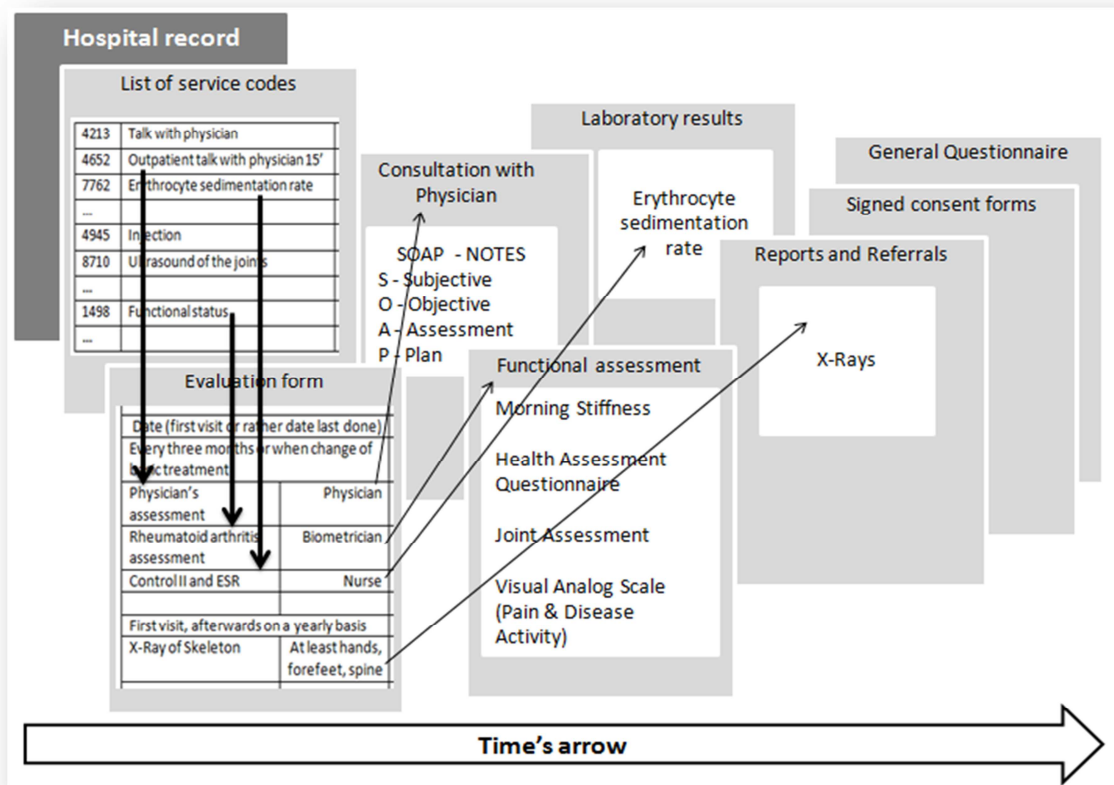 Hospital record
List of service codes
4213 Talk with physician
4652 Outpatient talk with physician 15'
7762 Erythrocyte sedimentation rate
...
4945 Injection
8710 Ultrasound of the joints
...
1498 Functional status
...
Evaluation form
Date (first visit or rather date last done)
Every three months or when change of
basic treatment
Physician's
assessment
Physician
Rheumatoid arthritis
assessment
Biometrician
Control II and ESR
Nurse
First visit, afterwards on a yearly basis
X-Ray of Skeleton
At least hands,
forefeet, spine
Consultation with
Physician
SOAP - NOTES
S - Subjective
O - Objective
A - Assessment
P - Plan
Functional assessment
Morning Stiffness
Health Assessment
Questionnaire
Joint Assessment
Visual Analog Scale
(Pain & Disease
Activity)
Laboratory results
Erythrocyte
sedimentation
rate
Reports and Referrals
X-Rays
Signed consent forms
General Questionnaire
Time's arrow